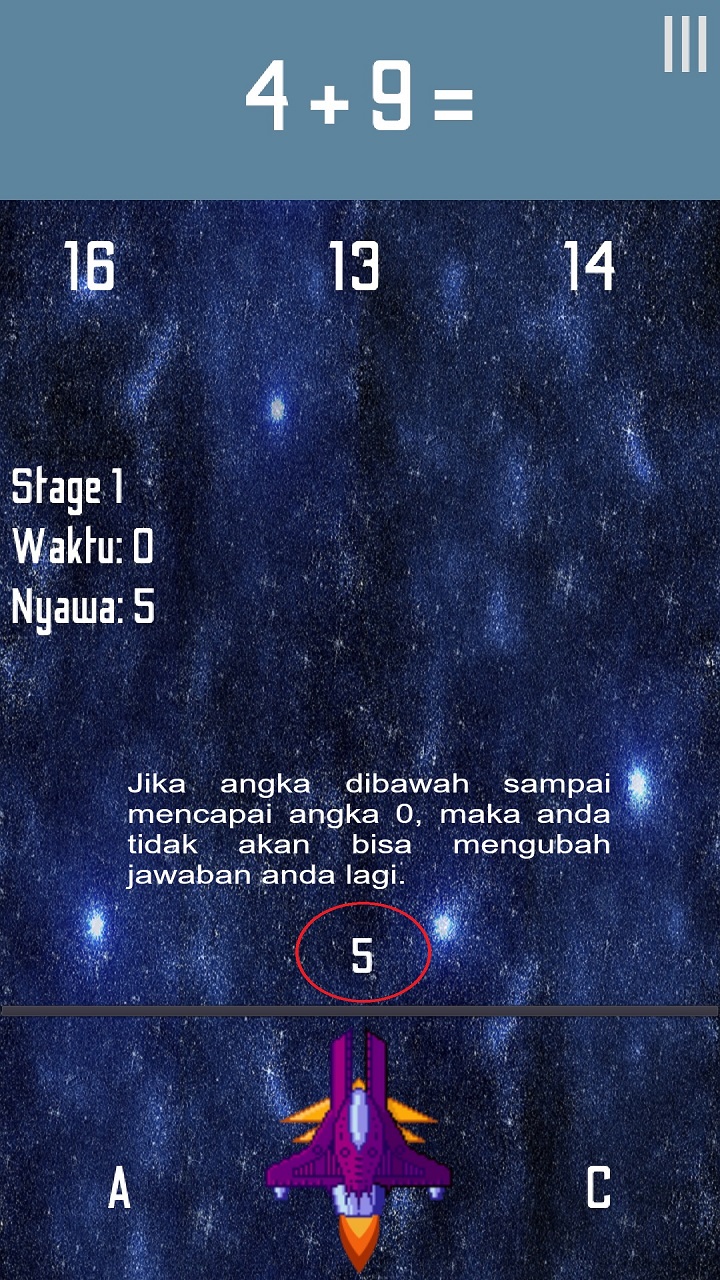 4 + 9 =
16 13 14
Stage 1
Waktu: 0
Nyawa: 5
Jika angka dibawah sampai
mencapai angka 0, maka anda
tidak akan bisa mengubah
jawaban anda lagi.
5
A C